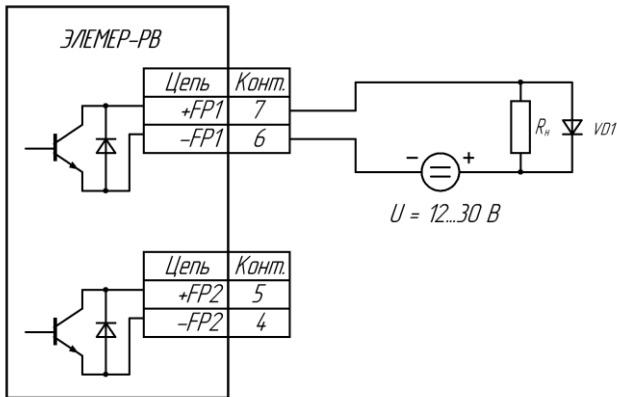 ЭЛЕМЕР-РВ
Цепь Конт.
+FP1 7
-FP1 6
Rн VD1
- +
U = 12...30 В
Цепь Конт.
+FP2 5
-FP2 4